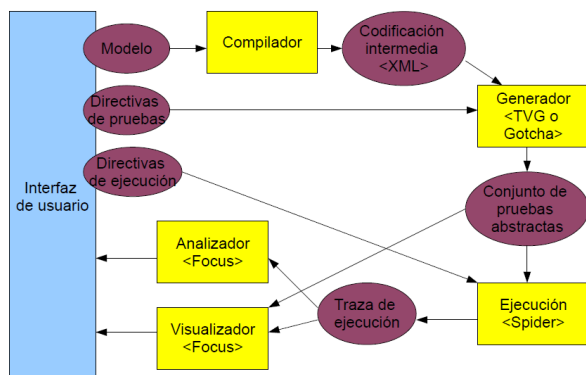 Modelo
Compilador
Codificación
intermedia
<XML>
Directivas
de pruebas
Generador
<TVG o
Gotcha>
Directivas
de ejecución
Interfaz
de usuario
Conjunto de
pruebas
abstractas
Analizador
<Focus>
Traza de
ejecución
Ejecución
<Spider>
Visualizador
<Focus>